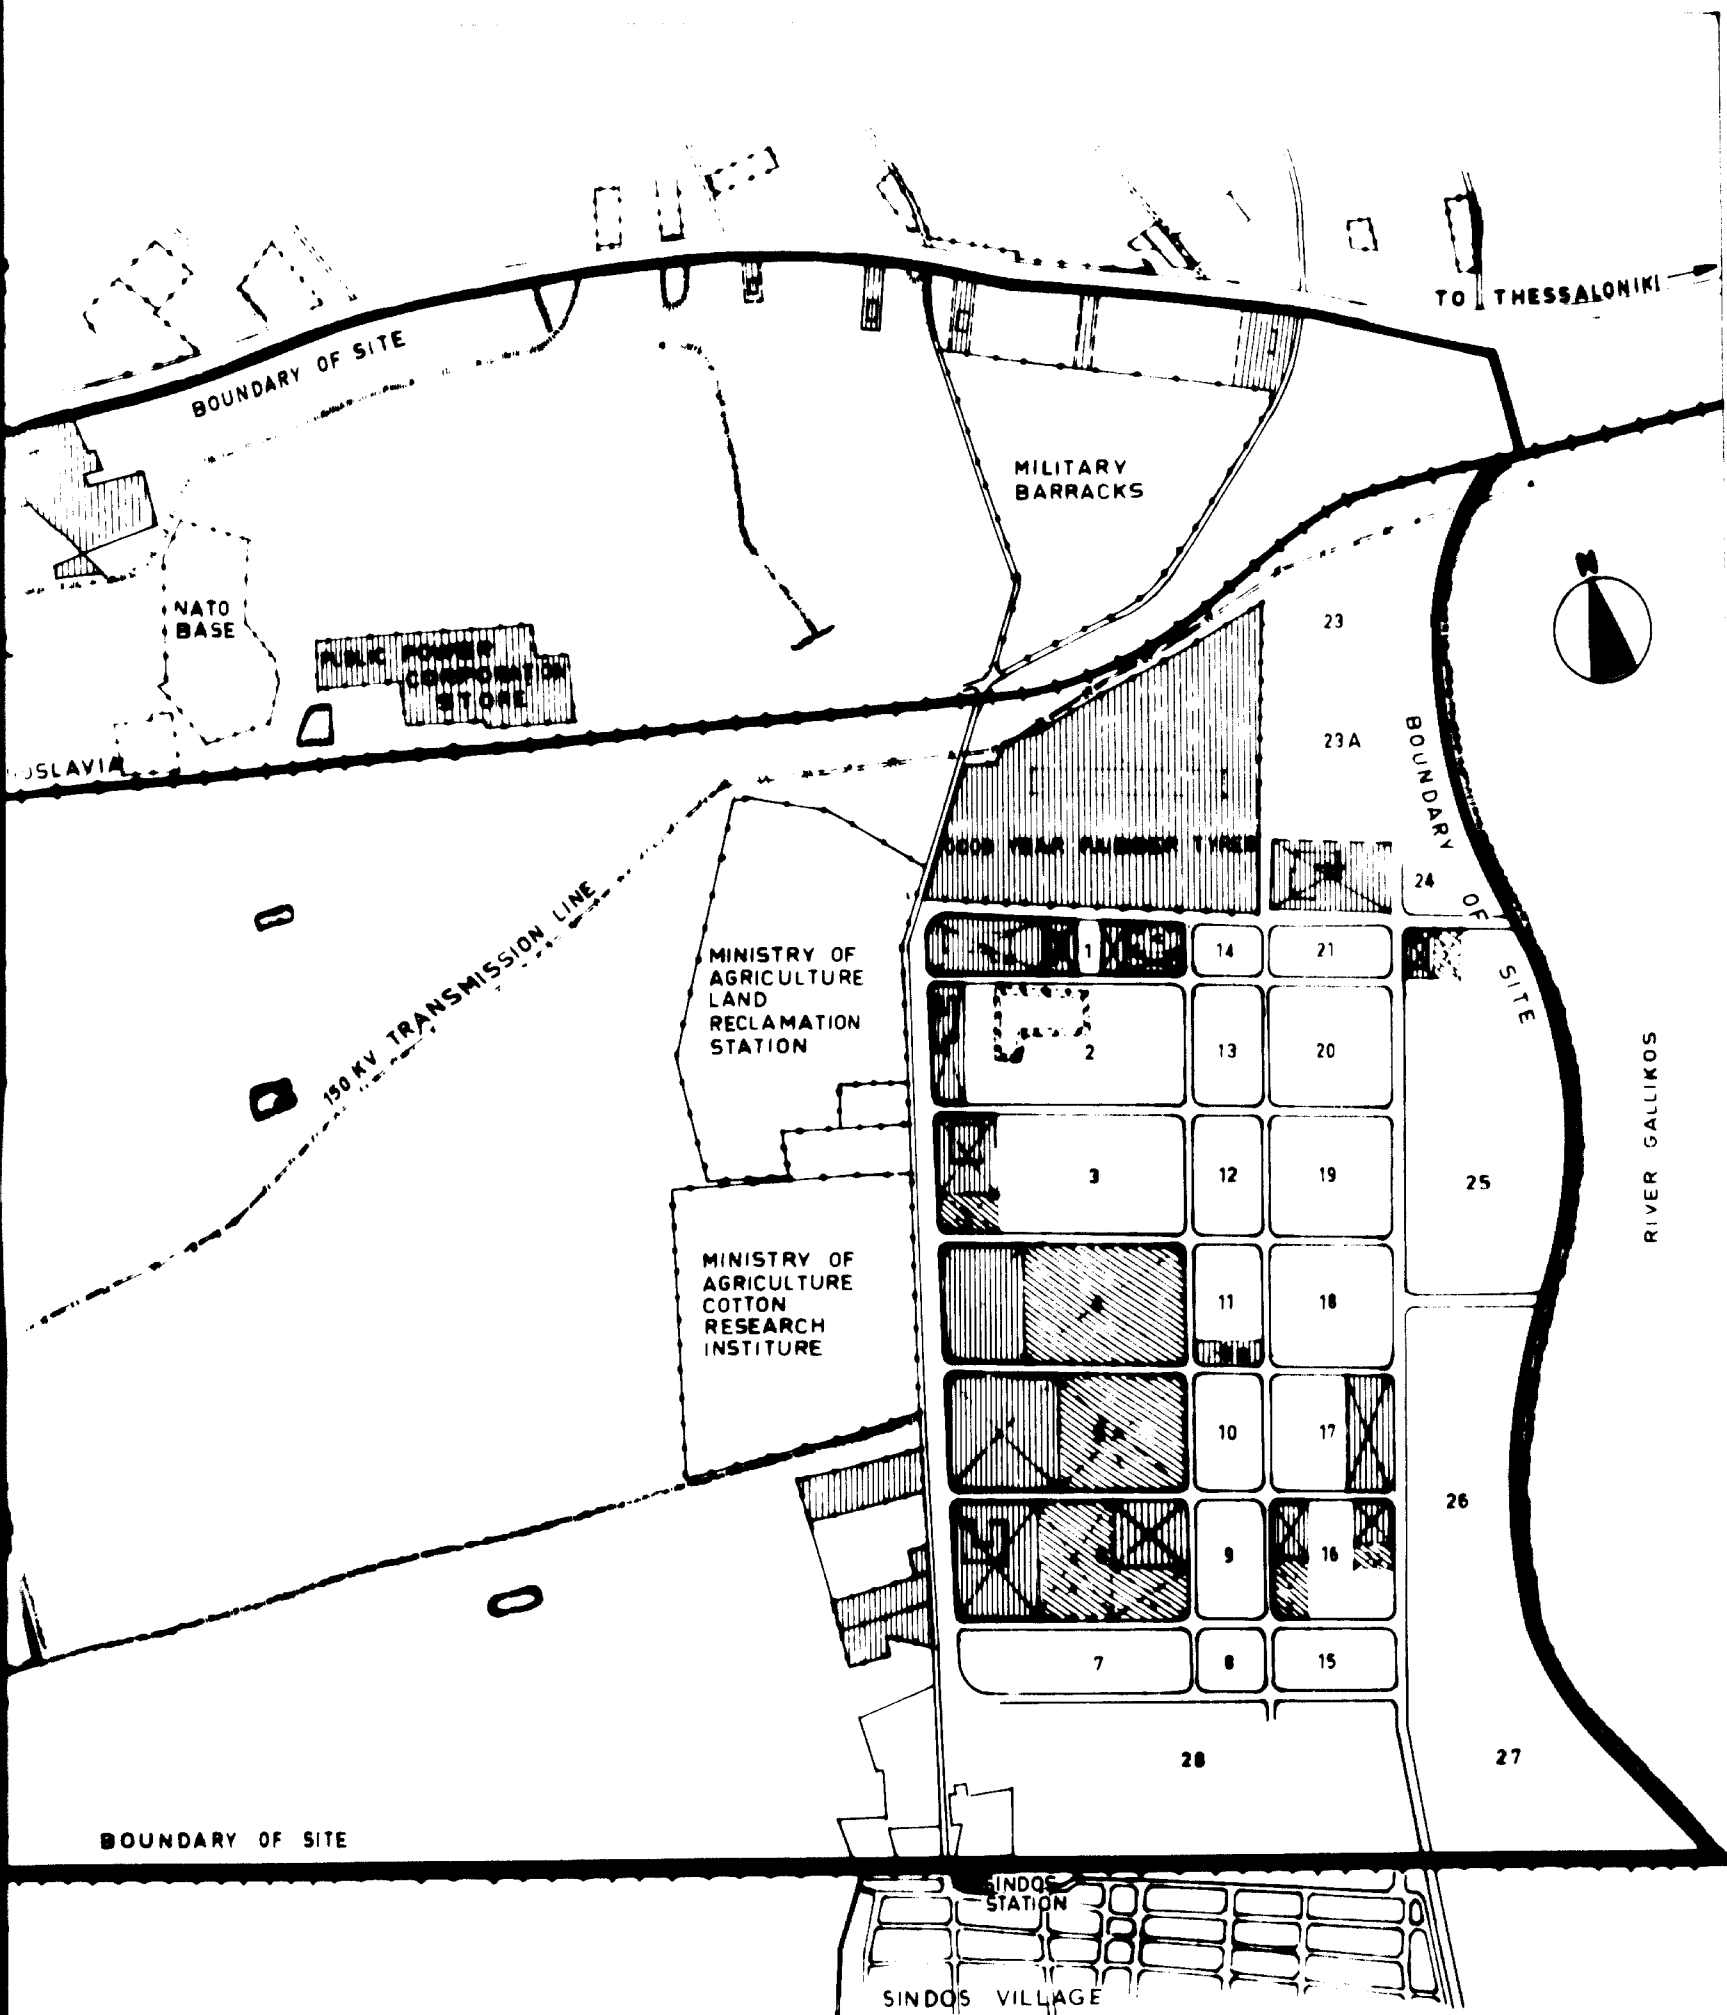 TO THESSALONIKI
BOUNDARY OF SITE
MILITARY
BARRACKS
N
NATO
BASE
PUBLIC POWER
CORPORATION
STORE
23
23A
BOUNDARY OF SITE
YEAR TYRES
24
150 KV TRANSMISSION LINE
MINISTRY OF
AGRICULTURE
LAND
RECLAMATION
STATION
1
14
21
2
13
20
3
12
19
25
RIVER GALLIKOS
MINISTRY OF
AGRICULTURE
COTTON
RESEARCH
INSTITURE
11
18
10
17
26
9
16
7
8
15
28
27
BOUNDARY OF SITE
SINDOS
STATION
SINDOS VILLAGE